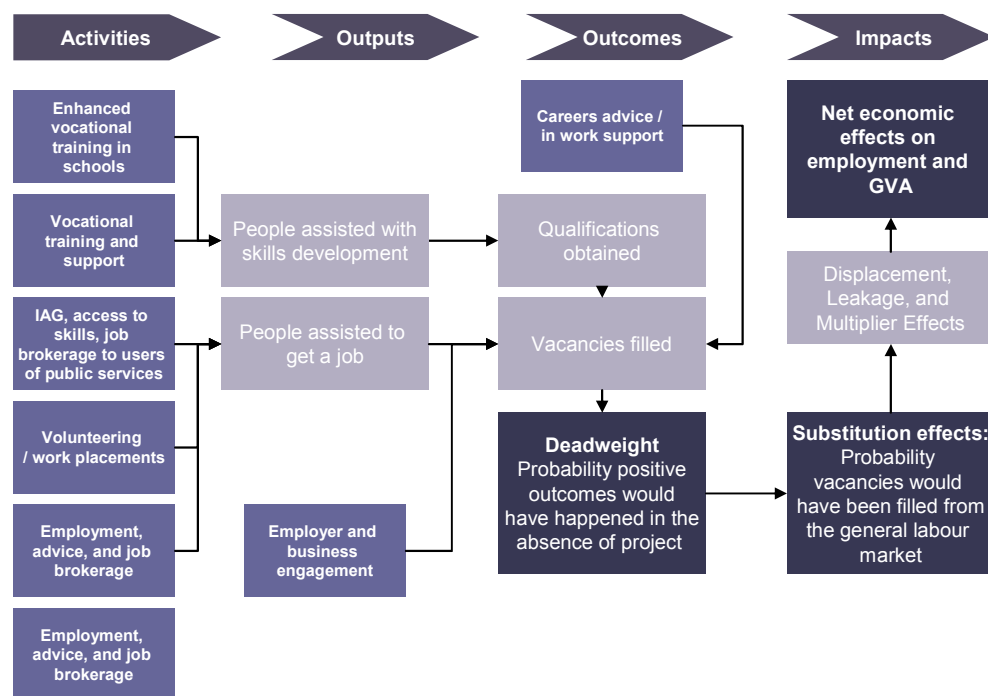 Activities
Outputs
Outcomes
Impacts
Enhanced
vocational
training in
schools
Vocational
training and
support
IAG, access to
skills, job
brokerage to users
of public services
Volunteering
/ work placements
Employment,
advice, and job
brokerage
Employment,
advice, and job
brokerage
People assisted with
skills development
People assisted to
get a job
Employer and
business
engagement
Careers advice /
in work support
Qualifications
obtained
Vacancies filled
Deadweight
Probability positive
outcomes would
have happened in the
absence of project
Net economic
effects on
employment and
GVA
Displacement,
Leakage, and
Multiplier Effects
Substitution effects:
Probability
vacancies would
have been filled from
the general labour
market